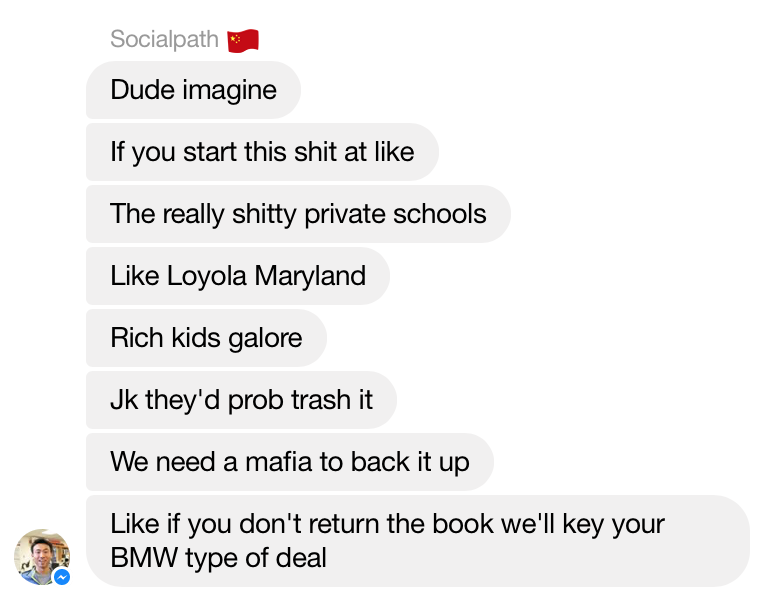 Socialpath 🇨🇳
Dude imagine
If you start this shit at like
The really shitty private schools
Like Loyola Maryland
Rich kids galore
Jk they'd prob trash it
We need a mafia to back it up
Like if you don't return the book we'll key your
BMW type of deal